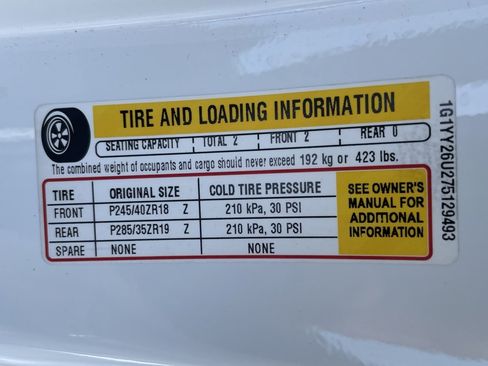 TIRE AND LOADING INFORMATION
SEATING CAPACITY TOTAL 2 FRONT 2 REAR 0
The combined weight of occupants and cargo should never exceed 192 kg or 423 lbs.
TIRE ORIGINAL SIZE COLD TIRE PRESSURE
FRONT P245/40ZR18 Z 210 kPa, 30 PSI
REAR P285/35ZR19 Z 210 kPa, 30 PSI
SPARE NONE NONE
SEE OWNER'S
MANUAL FOR
ADDITIONAL
INFORMATION
1G1YY26U275129493